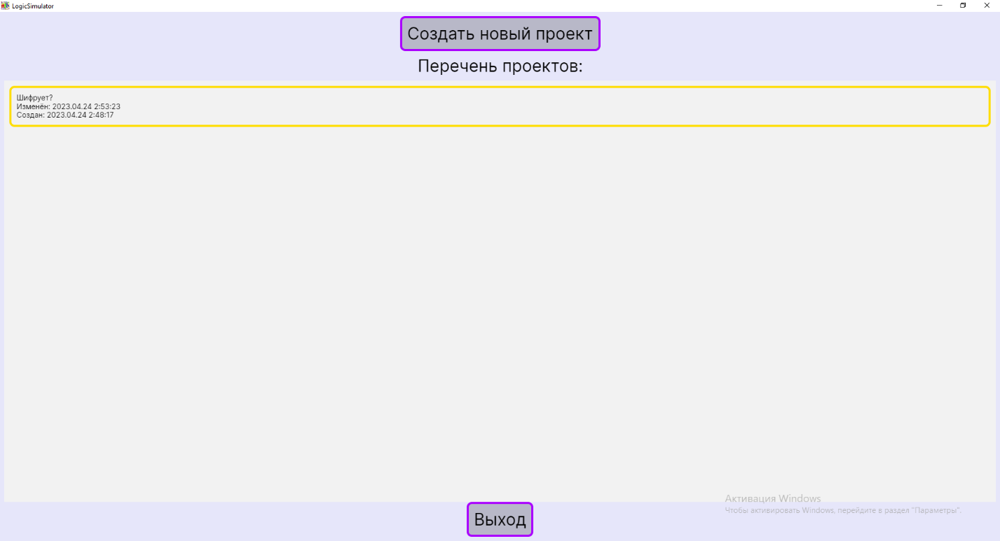 LogicSimulator
Создать новый проект
Перечень проектов:
Шифрует?
Изменён: 2023.04.24 2:53:23
Создан: 2023.04.24 2:48:17
Активация Windows
Чтобы активировать Windows, перейдите в раздел "Параметры".
Выход